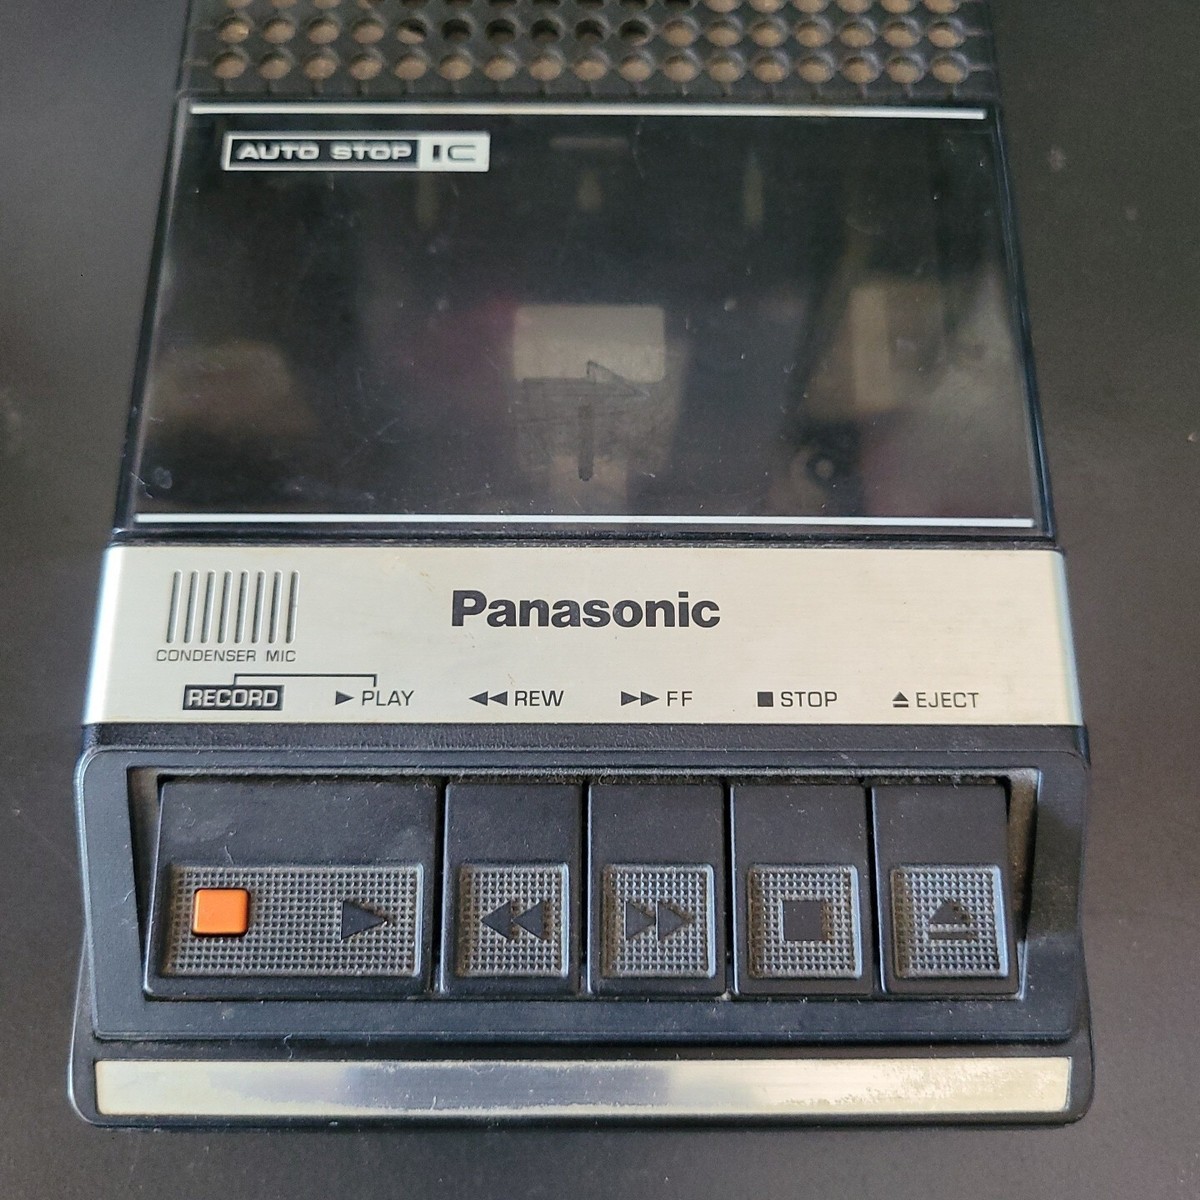 AUTO STOP IC
Panasonic
CONDENSER MIC
RECORD ▶ PLAY ◀◀ REW ▶▶ FF ■ STOP ⏏ EJECT